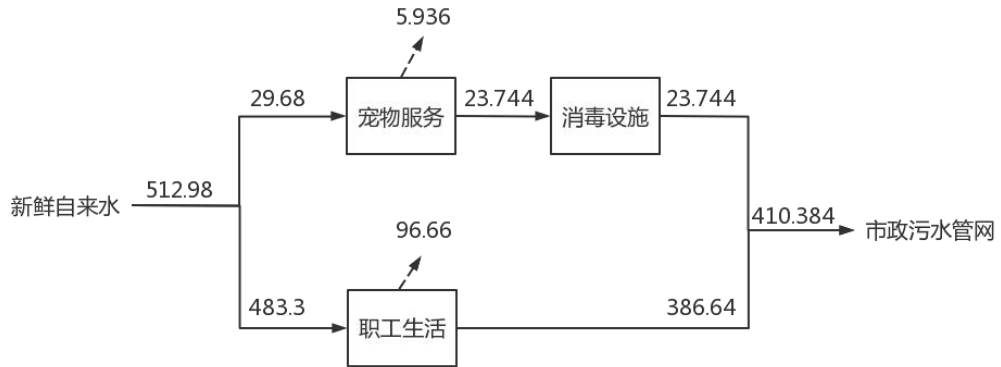 5.936
29.68
宠物服务
23.744
消毒设施
23.744
新鲜自来水
512.98
96.66
410.384
市政污水管网
483.3
职工生活
386.64